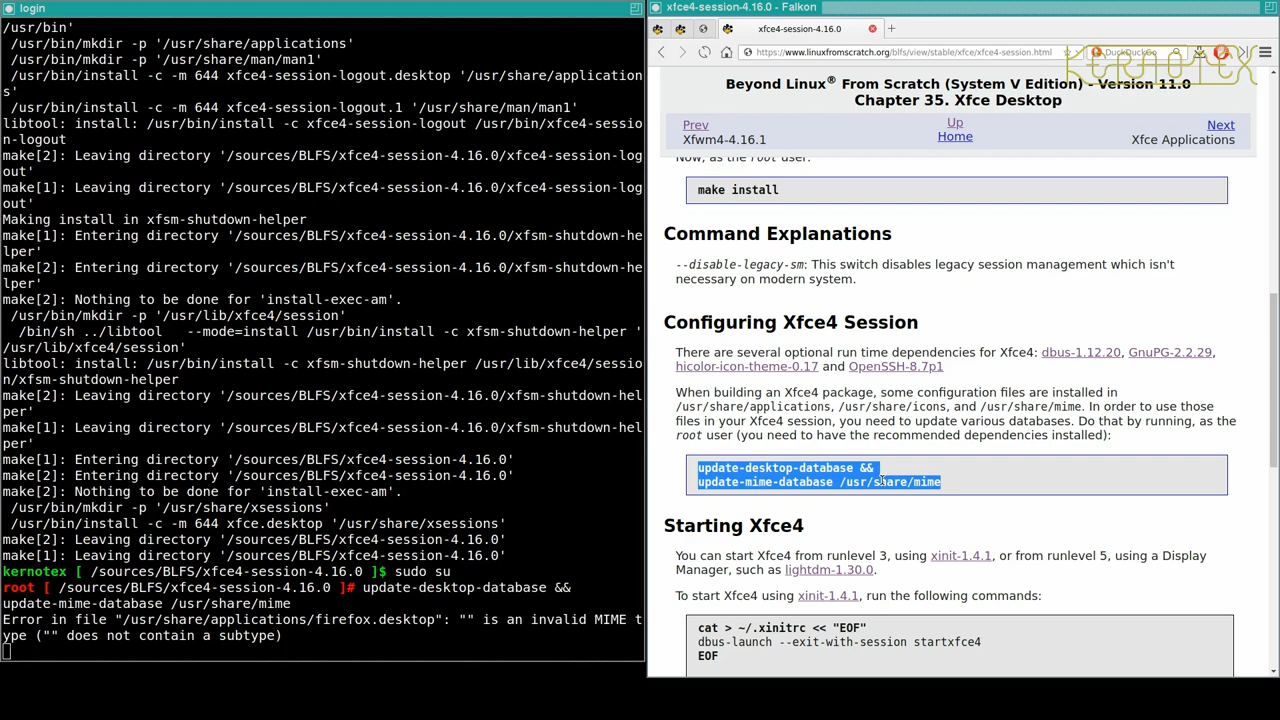 login
/usr/bin'
/usr/bin/mkdir -p '/usr/share/applications'
/usr/bin/mkdir -p '/usr/share/man/man1'
/usr/bin/install -c -m 644 xfce4-session-logout.desktop '/usr/share/application
s'
/usr/bin/install -c -m 644 xfce4-session-logout.1 '/usr/share/man/man1'
libtool: install: /usr/bin/install -c xfce4-session-logout /usr/bin/xfce4-sessio
n-logout
make[2]: Leaving directory '/sources/BLFS/xfce4-session-4.16.0/xfce4-session-log
out'
make[1]: Leaving directory '/sources/BLFS/xfce4-session-4.16.0/xfce4-session-log
out'
Making install in xfsm-shutdown-helper
make[1]: Entering directory '/sources/BLFS/xfce4-session-4.16.0/xfsm-shutdown-he
lper'
make[2]: Entering directory '/sources/BLFS/xfce4-session-4.16.0/xfsm-shutdown-he
lper'
make[2]: Nothing to be done for 'install-exec-am'.
/usr/bin/mkdir -p '/usr/lib/xfce4/session'
/bin/sh ../libtool   --mode=install /usr/bin/install -c xfsm-shutdown-helper '
/usr/lib/xfce4/session'
libtool: install: /usr/bin/install -c xfsm-shutdown-helper /usr/lib/xfce4/sessio
n/xfsm-shutdown-helper
make[2]: Leaving directory '/sources/BLFS/xfce4-session-4.16.0/xfsm-shutdown-hel
per'
make[1]: Leaving directory '/sources/BLFS/xfce4-session-4.16.0/xfsm-shutdown-hel
per'
make[1]: Entering directory '/sources/BLFS/xfce4-session-4.16.0'
make[2]: Entering directory '/sources/BLFS/xfce4-session-4.16.0'
make[2]: Nothing to be done for 'install-exec-am'.
/usr/bin/mkdir -p '/usr/share/xsessions'
/usr/bin/install -c -m 644 xfce.desktop '/usr/share/xsessions'
make[2]: Leaving directory '/sources/BLFS/xfce4-session-4.16.0'
make[1]: Leaving directory '/sources/BLFS/xfce4-session-4.16.0'
kernotex [ /sources/BLFS/xfce4-session-4.16.0 ]$ sudo su
root [ /sources/BLFS/xfce4-session-4.16.0 ]# update-desktop-database &&
update-mime-database /usr/share/mime
Error in file "/usr/share/applications/firefox.desktop": "" is an invalid MIME t
ype ("" does not contain a subtype)
xfce4-session-4.16.0 - Falkon
xfce4-session-4.16.0
https://www.linuxfromscratch.org/blfs/view/stable/xfce/xfce4-session.html
DuckDuckGo
KERNOTEX
Beyond Linux® From Scratch (System V Edition) - Version 11.0
Chapter 35. Xfce Desktop
Prev Up Next
Xfwm4-4.16.1 Home Xfce Applications
Now, as the root user:
make install
Command Explanations
--disable-legacy-sm: This switch disables legacy session management which isn't
necessary on modern system.
Configuring Xfce4 Session
There are several optional run time dependencies for Xfce4: dbus-1.12.20, GnuPG-2.2.29,
hicolor-icon-theme-0.17 and OpenSSH-8.7p1
When building an Xfce4 package, some configuration files are installed in
/usr/share/applications, /usr/share/icons, and /usr/share/mime. In order to use those
files in your Xfce4 session, you need to update various databases. Do that by running, as the
root user (you need to have the recommended dependencies installed):
update-desktop-database &&
update-mime-database /usr/share/mime
Starting Xfce4
You can start Xfce4 from runlevel 3, using xinit-1.4.1, or from runlevel 5, using a Display
Manager, such as lightdm-1.30.0.
To start Xfce4 using xinit-1.4.1, run the following commands:
cat > ~/.xinitrc << "EOF"
dbus-launch --exit-with-session startxfce4
EOF